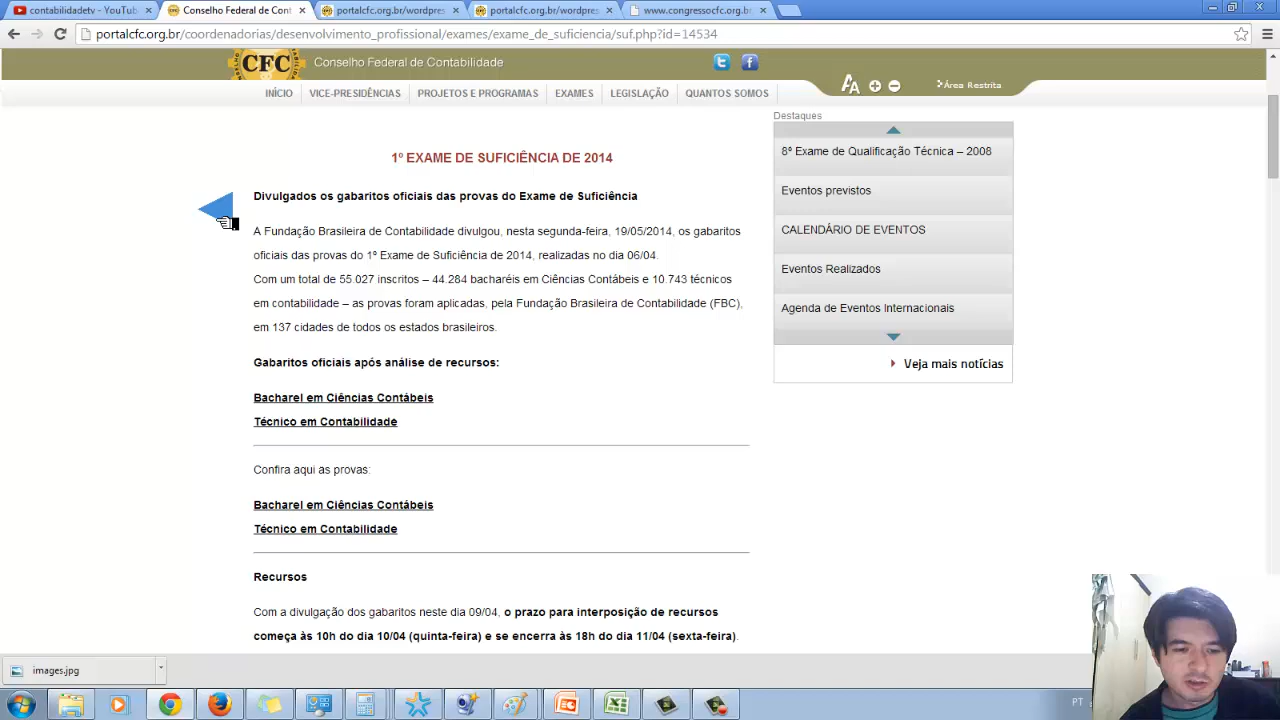 contabilidadetv - YouTub
Conselho Federal de Cont
portalcfc.org.br/wordpres
portalcfc.org.br/wordpres
www.congressocfc.org.br
portalcfc.org.br/coordenadorias/desenvolvimento_profissional/exames/exame_de_suficiencia/suf.php?id=14534
CFC
Conselho Federal de Contabilidade
AA
Área Restrita
INÍCIO
VICE-PRESIDÊNCIAS
PROJETOS E PROGRAMAS
EXAMES
LEGISLAÇÃO
QUANTOS SOMOS
1º EXAME DE SUFICIÊNCIA DE 2014
Divulgados os gabaritos oficiais das provas do Exame de Suficiência
A Fundação Brasileira de Contabilidade divulgou, nesta segunda-feira, 19/05/2014, os gabaritos
oficiais das provas do 1º Exame de Suficiência de 2014, realizadas no dia 06/04.
Com um total de 55.027 inscritos – 44.284 bacharéis em Ciências Contábeis e 10.743 técnicos
em contabilidade – as provas foram aplicadas, pela Fundação Brasileira de Contabilidade (FBC),
em 137 cidades de todos os estados brasileiros.
Gabaritos oficiais após análise de recursos:
Bacharel em Ciências Contábeis
Técnico em Contabilidade
Confira aqui as provas:
Bacharel em Ciências Contábeis
Técnico em Contabilidade
Recursos
Com a divulgação dos gabaritos neste dia 09/04, o prazo para interposição de recursos
começa às 10h do dia 10/04 (quinta-feira) e se encerra às 18h do dia 11/04 (sexta-feira).
Destaques
8º Exame de Qualificação Técnica – 2008
Eventos previstos
CALENDÁRIO DE EVENTOS
Eventos Realizados
Agenda de Eventos Internacionais
Veja mais notícias
images.jpg
PT